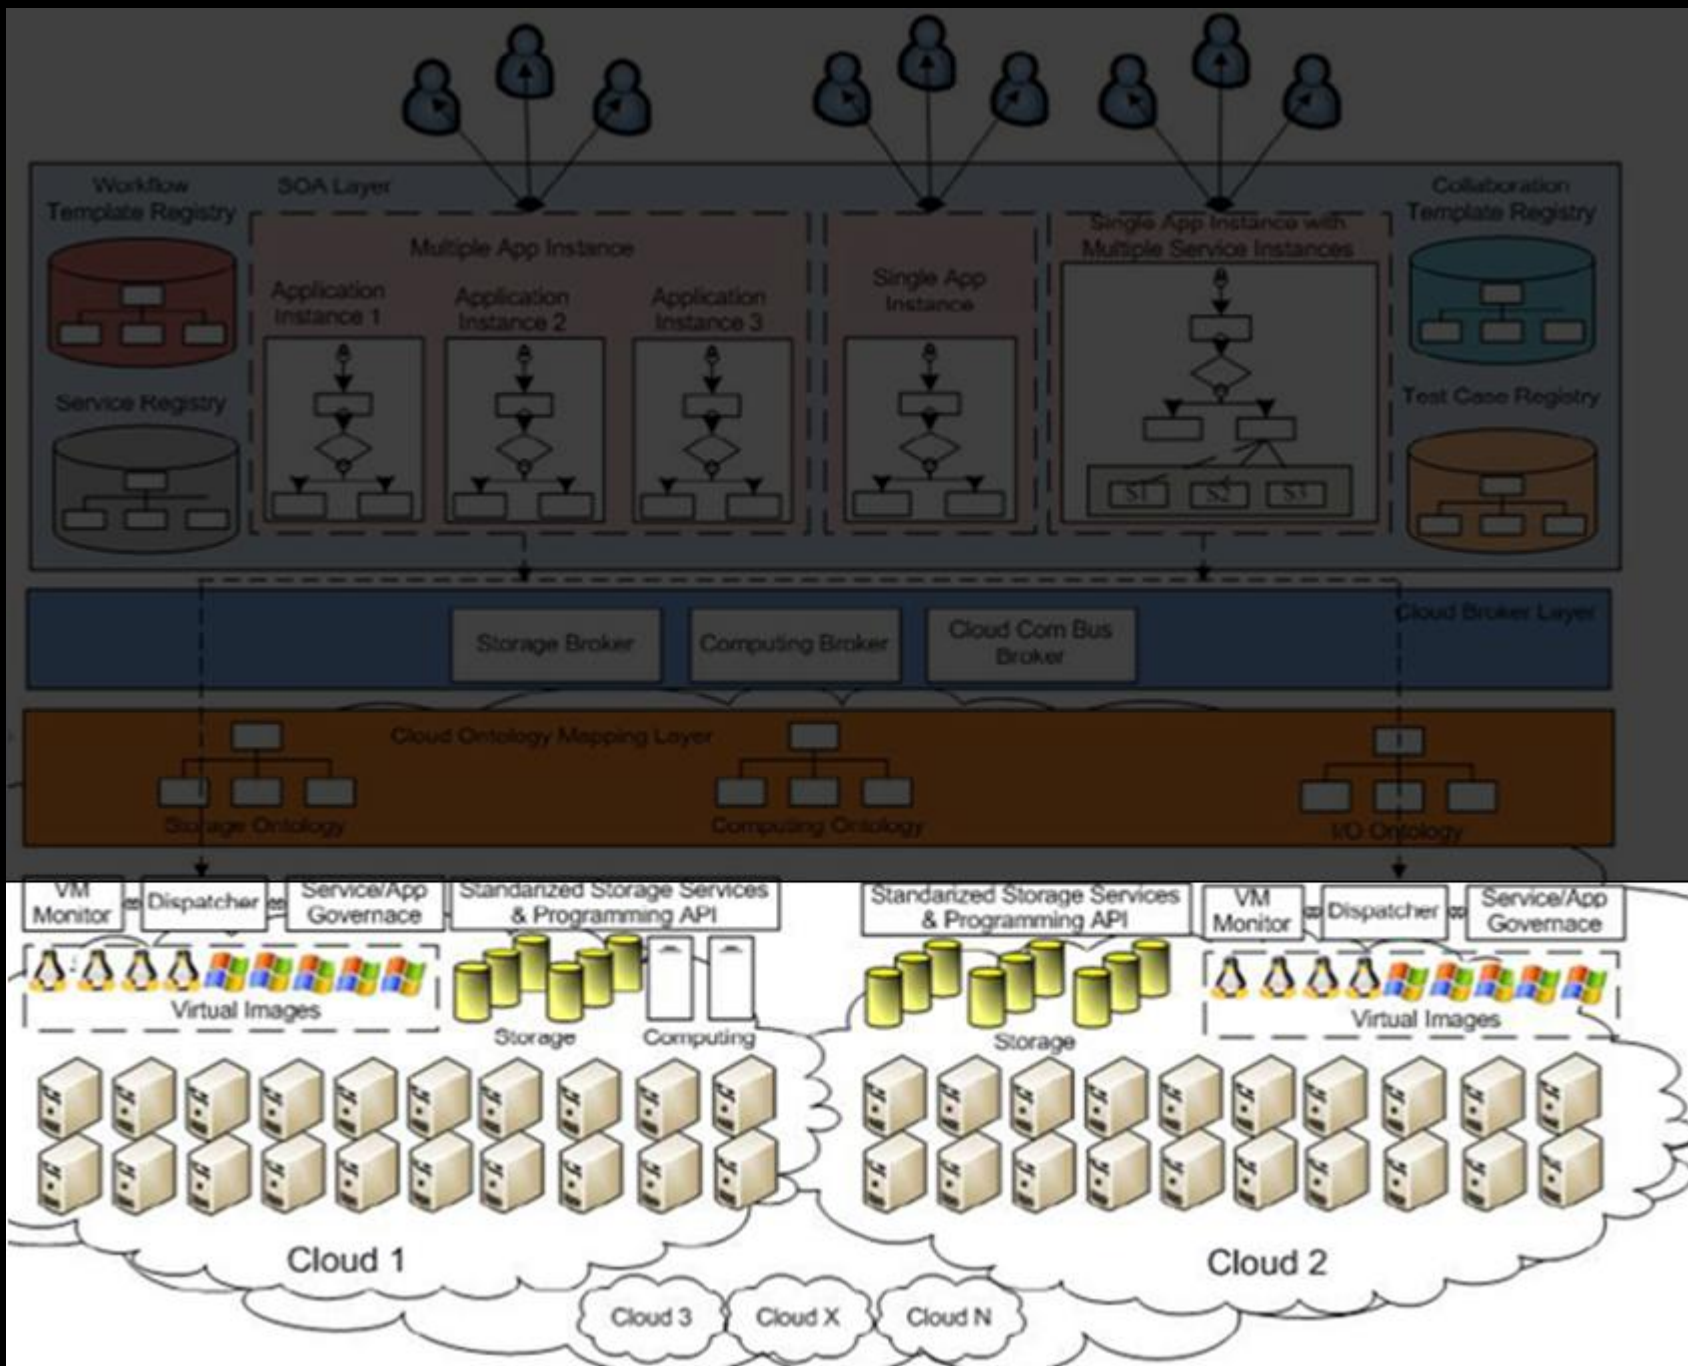 Workflow
Template Registry
SOA Layer
Multiple App Instance
Application
Instance 1
Application
Instance 2
Application
Instance 3
Single App
Instance
Single App Instance with
Multiple Service Instances
S1
S2
S3
Collaboration
Template Registry
Service Registry
Test Case Registry
Cloud Broker Layer
Storage Broker
Computing Broker
Cloud Com Bus
Broker
Cloud Ontology Mapping Layer
Storage Ontology
Computing Ontology
I/O Ontology
VM
Monitor
Dispatcher
Service/App
Governace
Standarized Storage Services
& Programming API
Virtual Images
Storage
Computing
Cloud 1
Standarized Storage Services
& Programming API
VM
Monitor
Dispatcher
Service/App
Governace
Storage
Virtual Images
Cloud 2
Cloud 3
Cloud X
Cloud N